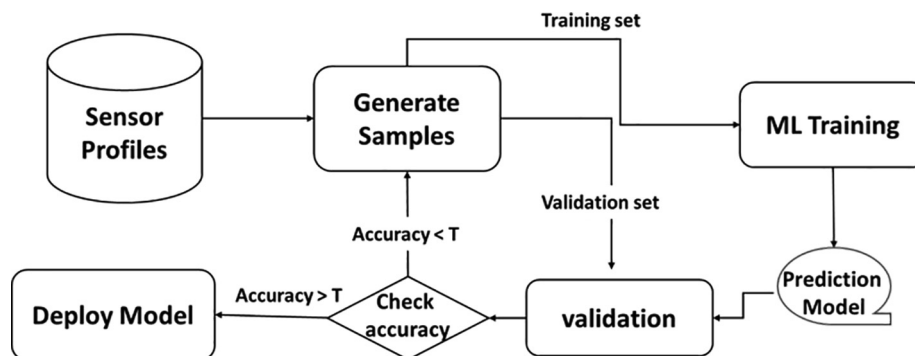 Training set
Sensor
Profiles
Generate
Samples
ML Training
Validation set
Accuracy < T
Prediction
Model
Deploy Model
Accuracy > T
Check
accuracy
validation